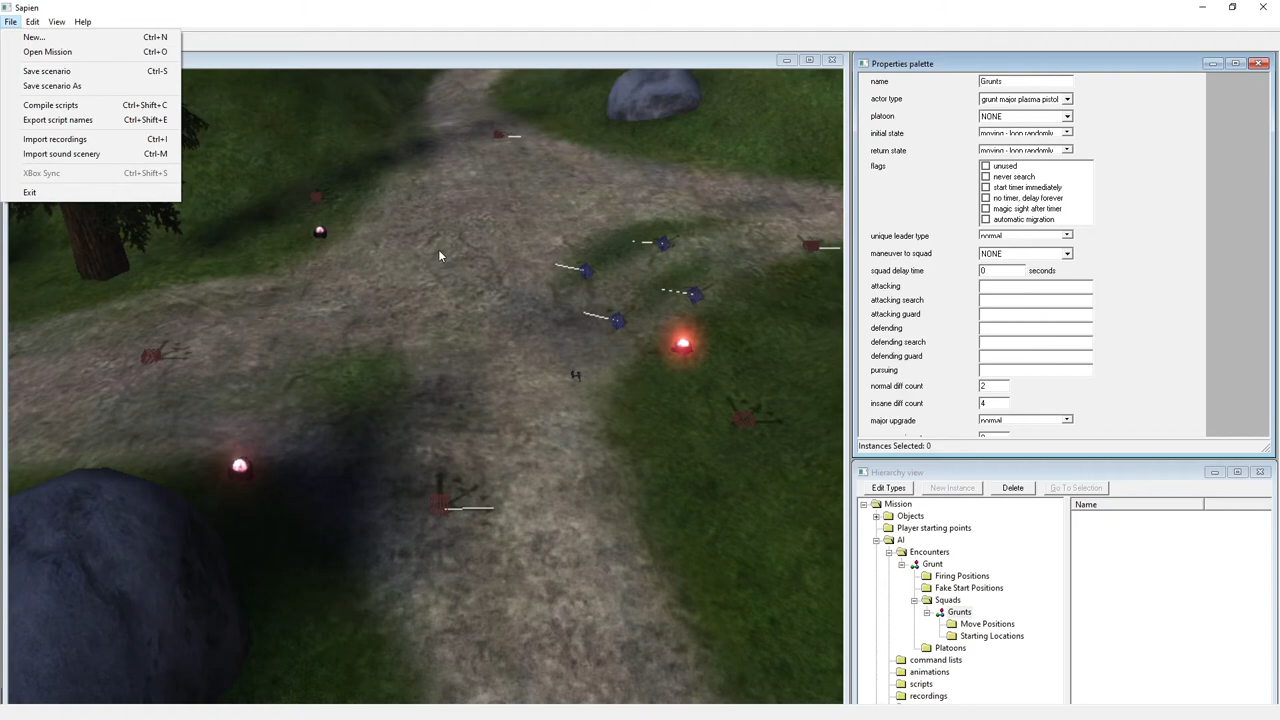 Sapien
File Edit View Help
New... Ctrl+N
Open Mission Ctrl+O
Save scenario Ctrl-S
Save scenario As
Compile scripts Ctrl+Shift+C
Export script names Ctrl+Shift+E
Import recordings Ctrl+I
Import sound scenery Ctrl-M
XBox Sync Ctrl+Shift+S
Exit
Properties palette
name Grunts
actor type grunt major plasma pistol
platoon NONE
initial state moving - loop randomly
return state moving - loop randomly
flags unused
never search
start timer immediately
no timer, delay forever
magic sight after timer
automatic migration
unique leader type normal
maneuver to squad NONE
squad delay time 0 seconds
attacking
attacking search
attacking guard
defending
defending search
defending guard
pursuing
normal diff count 2
insane diff count 4
major upgrade normal
Instances Selected: 0
Hierarchy view
Edit Types New Instance Delete Go To Selection
Mission Name
Objects
Player starting points
AI
Encounters
Grunt
Firing Positions
Fake Start Positions
Squads
Grunts
Move Positions
Starting Locations
Platoons
command lists
animations
scripts
recordings